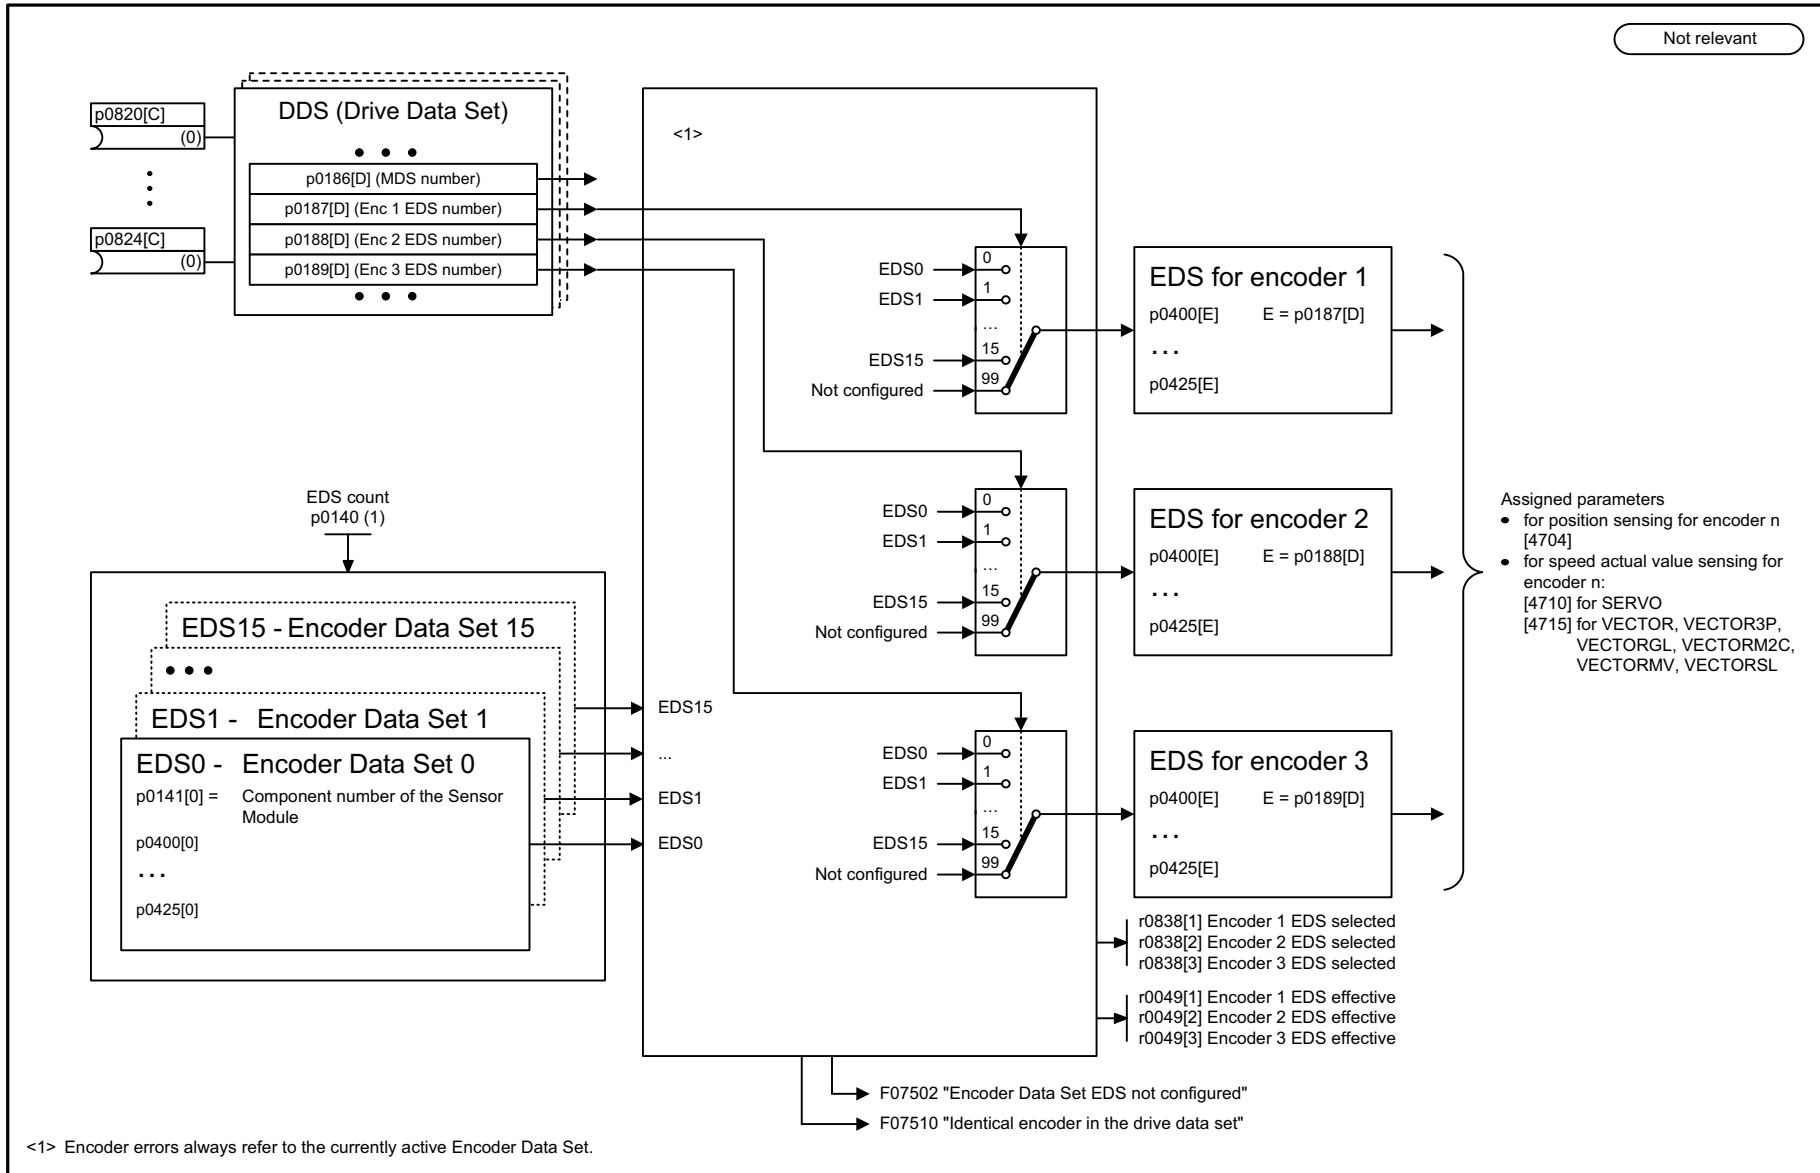 Not relevant
p0820[C]
(0)
p0824[C]
(0)
DDS (Drive Data Set)
p0186[D] (MDS number)
p0187[D] (Enc 1 EDS number)
p0188[D] (Enc 2 EDS number)
p0189[D] (Enc 3 EDS number)
EDS count
p0140 (1)
EDS15 - Encoder Data Set 15
EDS1 - Encoder Data Set 1
EDS0 - Encoder Data Set 0
p0141[0] = Component number of the Sensor
Module
p0400[0]
...
p0425[0]
<1>
EDS15
...
EDS1
EDS0
EDS0 0
EDS1 1
...
EDS15 15
Not configured 99
EDS for encoder 1
p0400[E] E = p0187[D]
...
p0425[E]
EDS0 0
EDS1 1
...
EDS15 15
Not configured 99
EDS for encoder 2
p0400[E] E = p0188[D]
...
p0425[E]
EDS0 0
EDS1 1
...
EDS15 15
Not configured 99
EDS for encoder 3
p0400[E] E = p0189[D]
...
p0425[E]
Assigned parameters
• for position sensing for encoder n
[4704]
• for speed actual value sensing for
encoder n:
[4710] for SERVO
[4715] for VECTOR, VECTOR3P,
VECTORGL, VECTORM2C,
VECTORMV, VECTORSL
r0838[1] Encoder 1 EDS selected
r0838[2] Encoder 2 EDS selected
r0838[3] Encoder 3 EDS selected
r0049[1] Encoder 1 EDS effective
r0049[2] Encoder 2 EDS effective
r0049[3] Encoder 3 EDS effective
F07502 "Encoder Data Set EDS not configured"
F07510 "Identical encoder in the drive data set"
<1> Encoder errors always refer to the currently active Encoder Data Set.